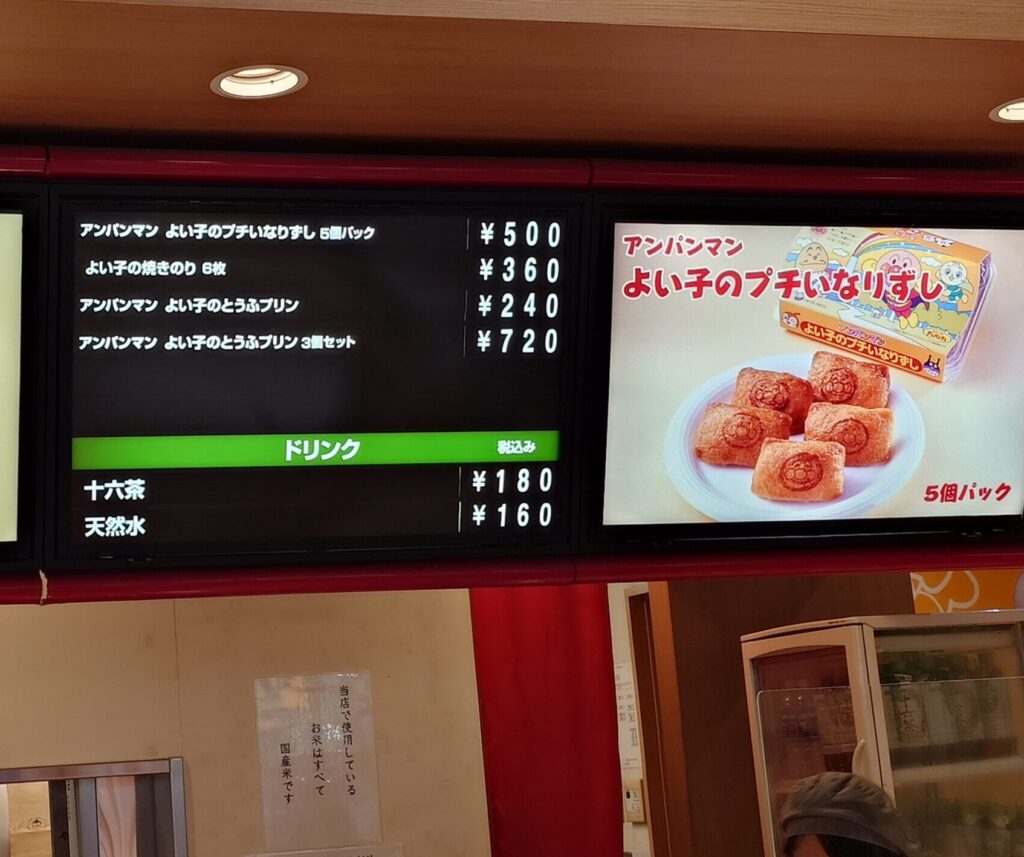 アンパンマン よい子のプチいなりずし 5個パック ¥500
よい子の焼きのり 6枚 ¥360
アンパンマン よい子のとうふプリン ¥240
アンパンマン よい子のとうふプリン 3個セット ¥720
ドリンク 税込み
十六茶 ¥180
天然水 ¥160
アンパンマン
よい子のプチいなりずし
アンパンマン
よい子のプチいなりずし
5個パック
当店で使用している
お米はすべて
国産米です